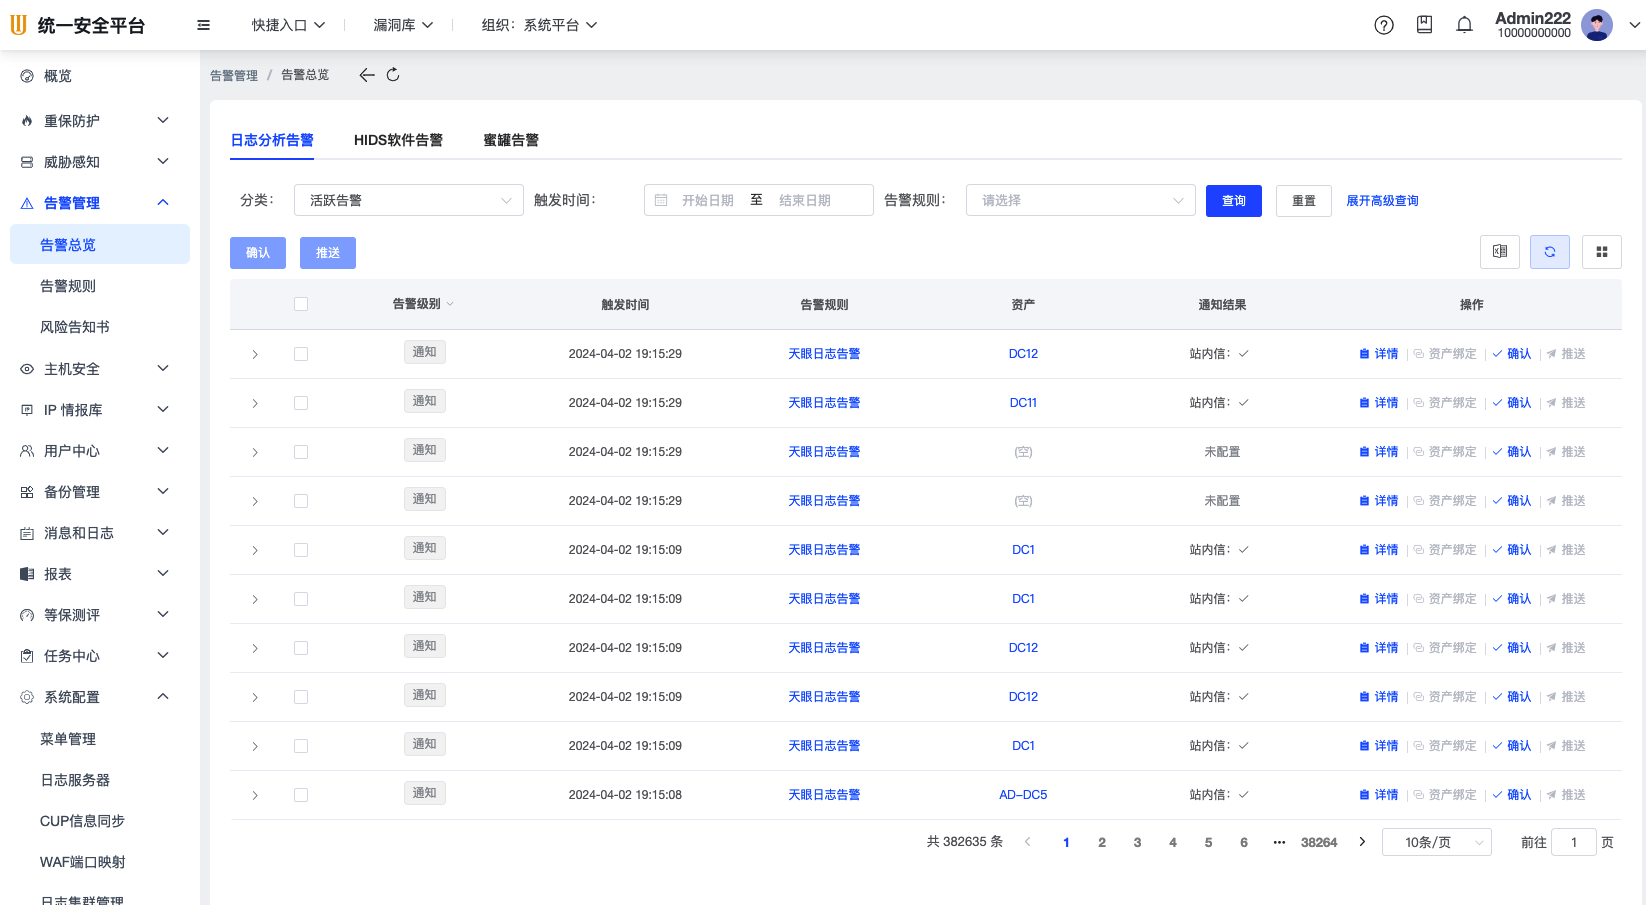 统一安全平台
快捷入口
漏洞库
组织：系统平台
Admin222
10000000000
概览
重保防护
威胁感知
告警管理
告警总览
告警规则
风险告知书
主机安全
IP 情报库
用户中心
备份管理
消息和日志
报表
等保测评
任务中心
系统配置
菜单管理
日志服务器
CUP信息同步
WAF端口映射
日志集群管理
告警管理 / 告警总览
日志分析告警 HIDS软件告警 蜜罐告警
分类： 活跃告警 触发时间： 开始日期 至 结束日期 告警规则： 请选择 查询 重置 展开高级查询
确认 推送
告警级别 触发时间 告警规则 资产 通知结果 操作
通知 2024-04-02 19:15:29 天眼日志告警 DC12 站内信： 详情 资产绑定 确认 推送
通知 2024-04-02 19:15:29 天眼日志告警 DC11 站内信： 详情 资产绑定 确认 推送
通知 2024-04-02 19:15:29 天眼日志告警 (空) 未配置 详情 资产绑定 确认 推送
通知 2024-04-02 19:15:29 天眼日志告警 (空) 未配置 详情 资产绑定 确认 推送
通知 2024-04-02 19:15:09 天眼日志告警 DC1 站内信： 详情 资产绑定 确认 推送
通知 2024-04-02 19:15:09 天眼日志告警 DC1 站内信： 详情 资产绑定 确认 推送
通知 2024-04-02 19:15:09 天眼日志告警 DC12 站内信： 详情 资产绑定 确认 推送
通知 2024-04-02 19:15:09 天眼日志告警 DC12 站内信： 详情 资产绑定 确认 推送
通知 2024-04-02 19:15:09 天眼日志告警 DC1 站内信： 详情 资产绑定 确认 推送
通知 2024-04-02 19:15:08 天眼日志告警 AD-DC5 站内信： 详情 资产绑定 确认 推送
共 382635 条 1 2 3 4 5 6 ··· 38264 10条/页 前往 1 页